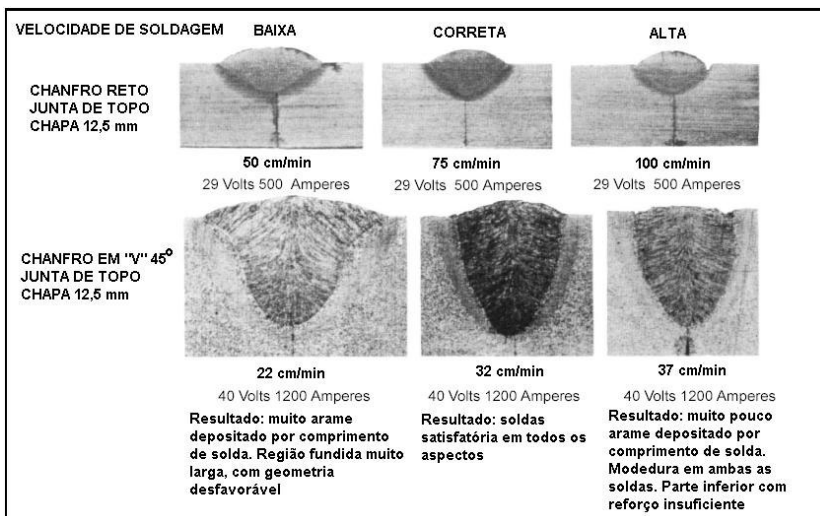 VELOCIDADE DE SOLDAGEM BAIXA CORRETA ALTA
CHANFRO RETO
JUNTA DE TOPO
CHAPA 12,5 mm
50 cm/min 75 cm/min 100 cm/min
29 Volts 500 Amperes 29 Volts 500 Amperes 29 Volts 500 Amperes
CHANFRO EM "V" 45º
JUNTA DE TOPO
CHAPA 12,5 mm
22 cm/min 32 cm/min 37 cm/min
40 Volts 1200 Amperes 40 Volts 1200 Amperes 40 Volts 1200 Amperes
Resultado: muito arame
depositado por comprimento
de solda. Região fundida muito
larga, com geometria
desfavorável
Resultado: soldas
satisfatória em todos os
aspectos
Resultado: muito pouco
arame depositado por
comprimento de solda.
Modedura em ambas as
soldas. Parte inferior com
reforço insuficiente